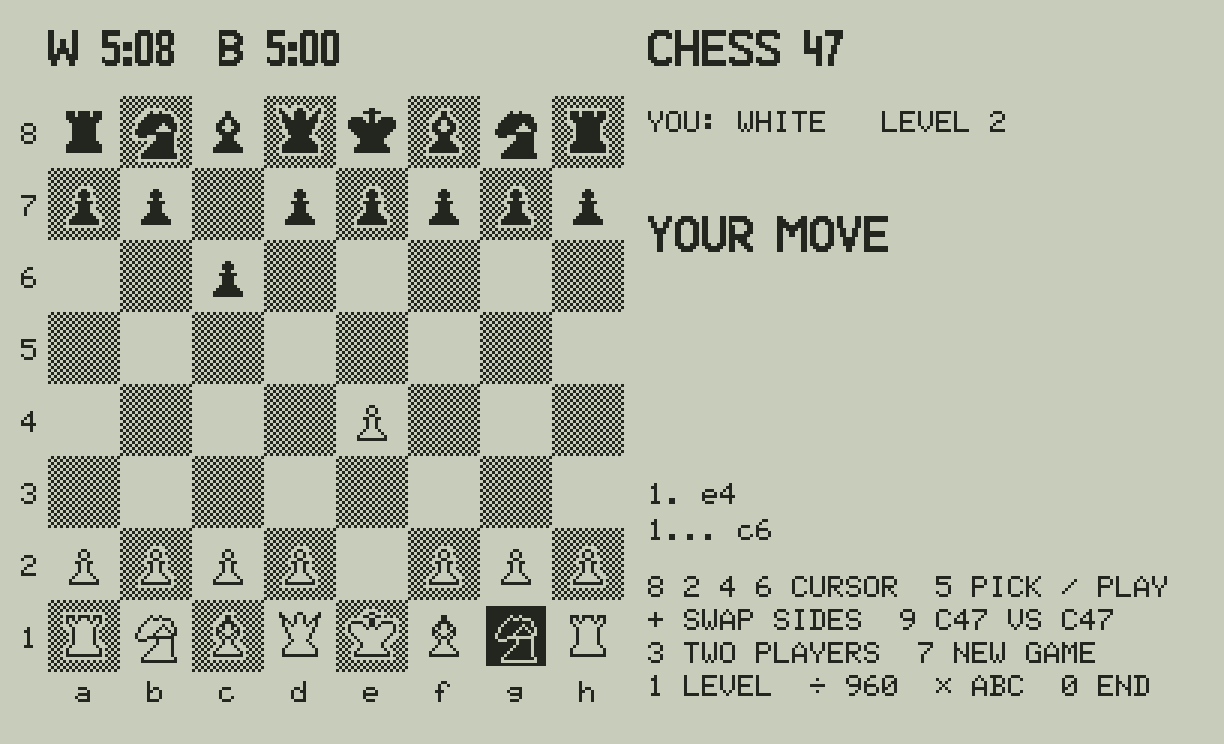 W 5:08 B 5:00
CHESS 47
YOU: WHITE LEVEL 2
YOUR MOVE
8
7
6
5
4
3
2
1
a b c d e f g h
1. e4
1... c6
8 2 4 6 CURSOR 5 PICK / PLAY
+ SWAP SIDES 9 C47 VS C47
3 TWO PLAYERS 7 NEW GAME
1 LEVEL ÷ 960 × ABC 0 END